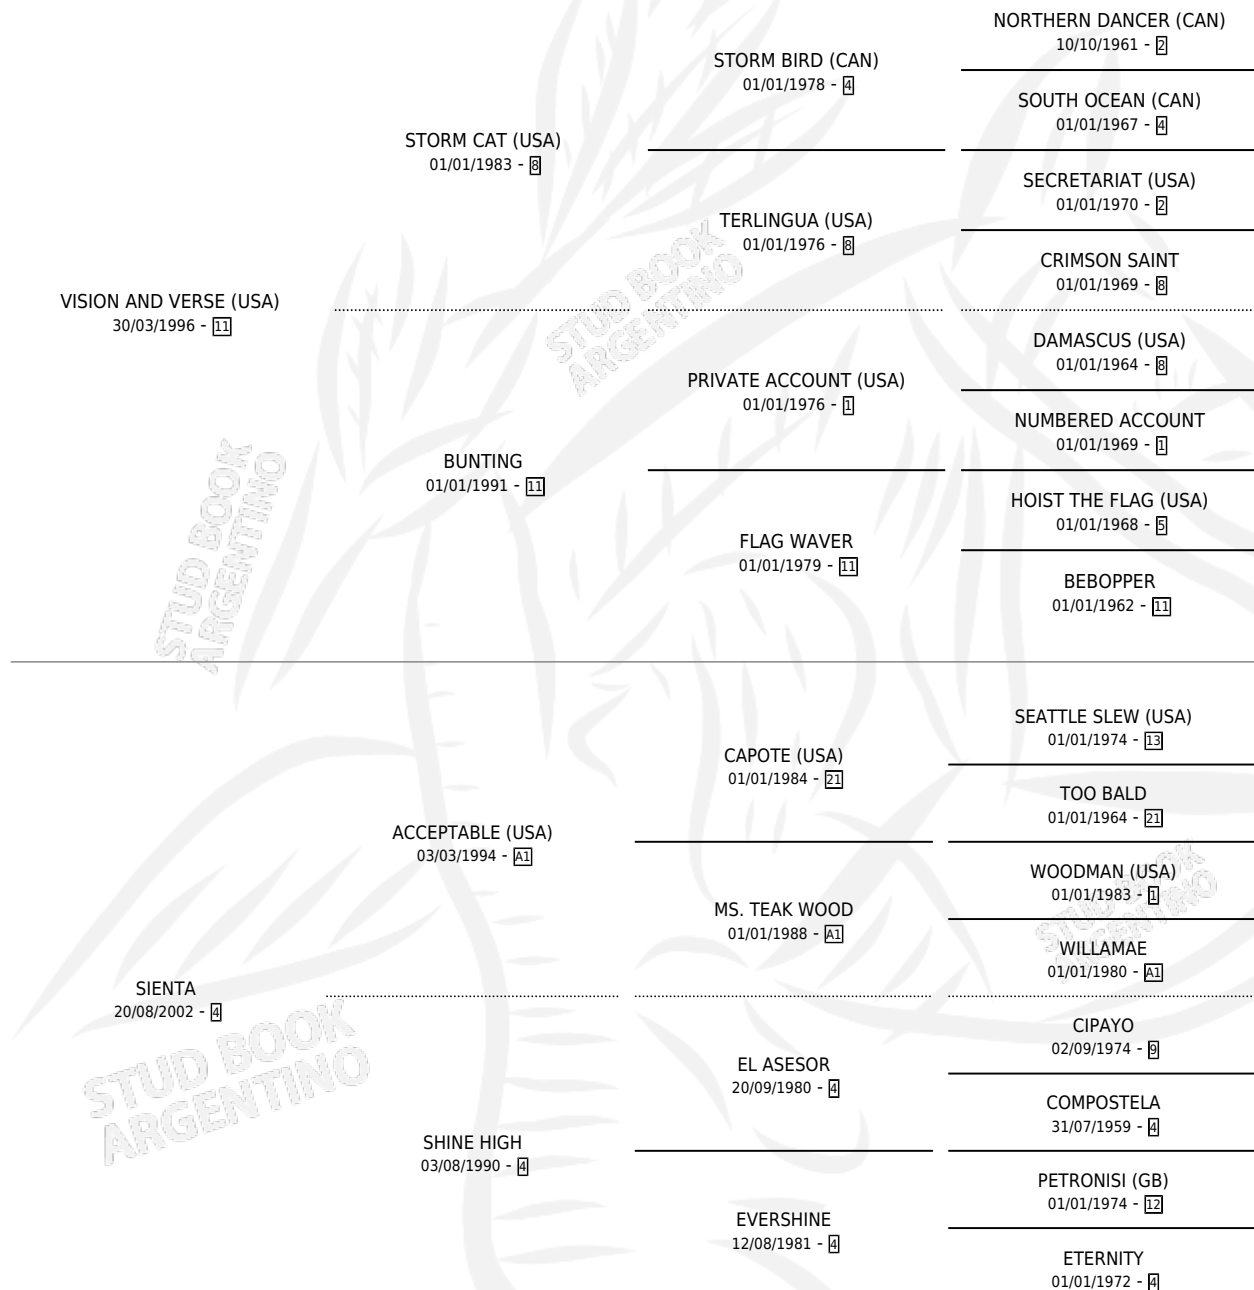 NORTHERN DANCER (CAN)
10/10/1961 - 2
STORM BIRD (CAN)
01/01/1978 - 4
SOUTH OCEAN (CAN)
01/01/1967 - 4
STORM CAT (USA)
01/01/1983 - 8
SECRETARIAT (USA)
01/01/1970 - 2
TERLINGUA (USA)
01/01/1976 - 8
CRIMSON SAINT
01/01/1969 - 8
VISION AND VERSE (USA)
30/03/1996 - 11
STUD BOOK
ARGENTINO
DAMASCUS (USA)
01/01/1964 - 8
PRIVATE ACCOUNT (USA)
01/01/1976 - 1
NUMBERED ACCOUNT
01/01/1969 - 1
BUNTING
01/01/1991 - 11
HOIST THE FLAG (USA)
01/01/1968 - 5
FLAG WAVER
01/01/1979 - 11
BEBOPPER
01/01/1962 - 11
STUD BOOK
ARGENTINO
SEATTLE SLEW (USA)
01/01/1974 - 13
CAPOTE (USA)
01/01/1984 - 21
TOO BALD
01/01/1964 - 21
ACCEPTABLE (USA)
03/03/1994 - A1
WOODMAN (USA)
01/01/1983 - 1
MS. TEAK WOOD
01/01/1988 - A1
WILLAMAE
01/01/1980 - A1
STUD BOOK
ARGENTINO
SIENTA
20/08/2002 - 4
CIPAYO
02/09/1974 - 9
EL ASESOR
20/09/1980 - 4
COMPOSTELA
31/07/1959 - 4
STUD BOOK
ARGENTINO
SHINE HIGH
03/08/1990 - 4
PETRONISI (GB)
01/01/1974 - 12
EVERSHINE
12/08/1981 - 4
ETERNITY
01/01/1972 - 4